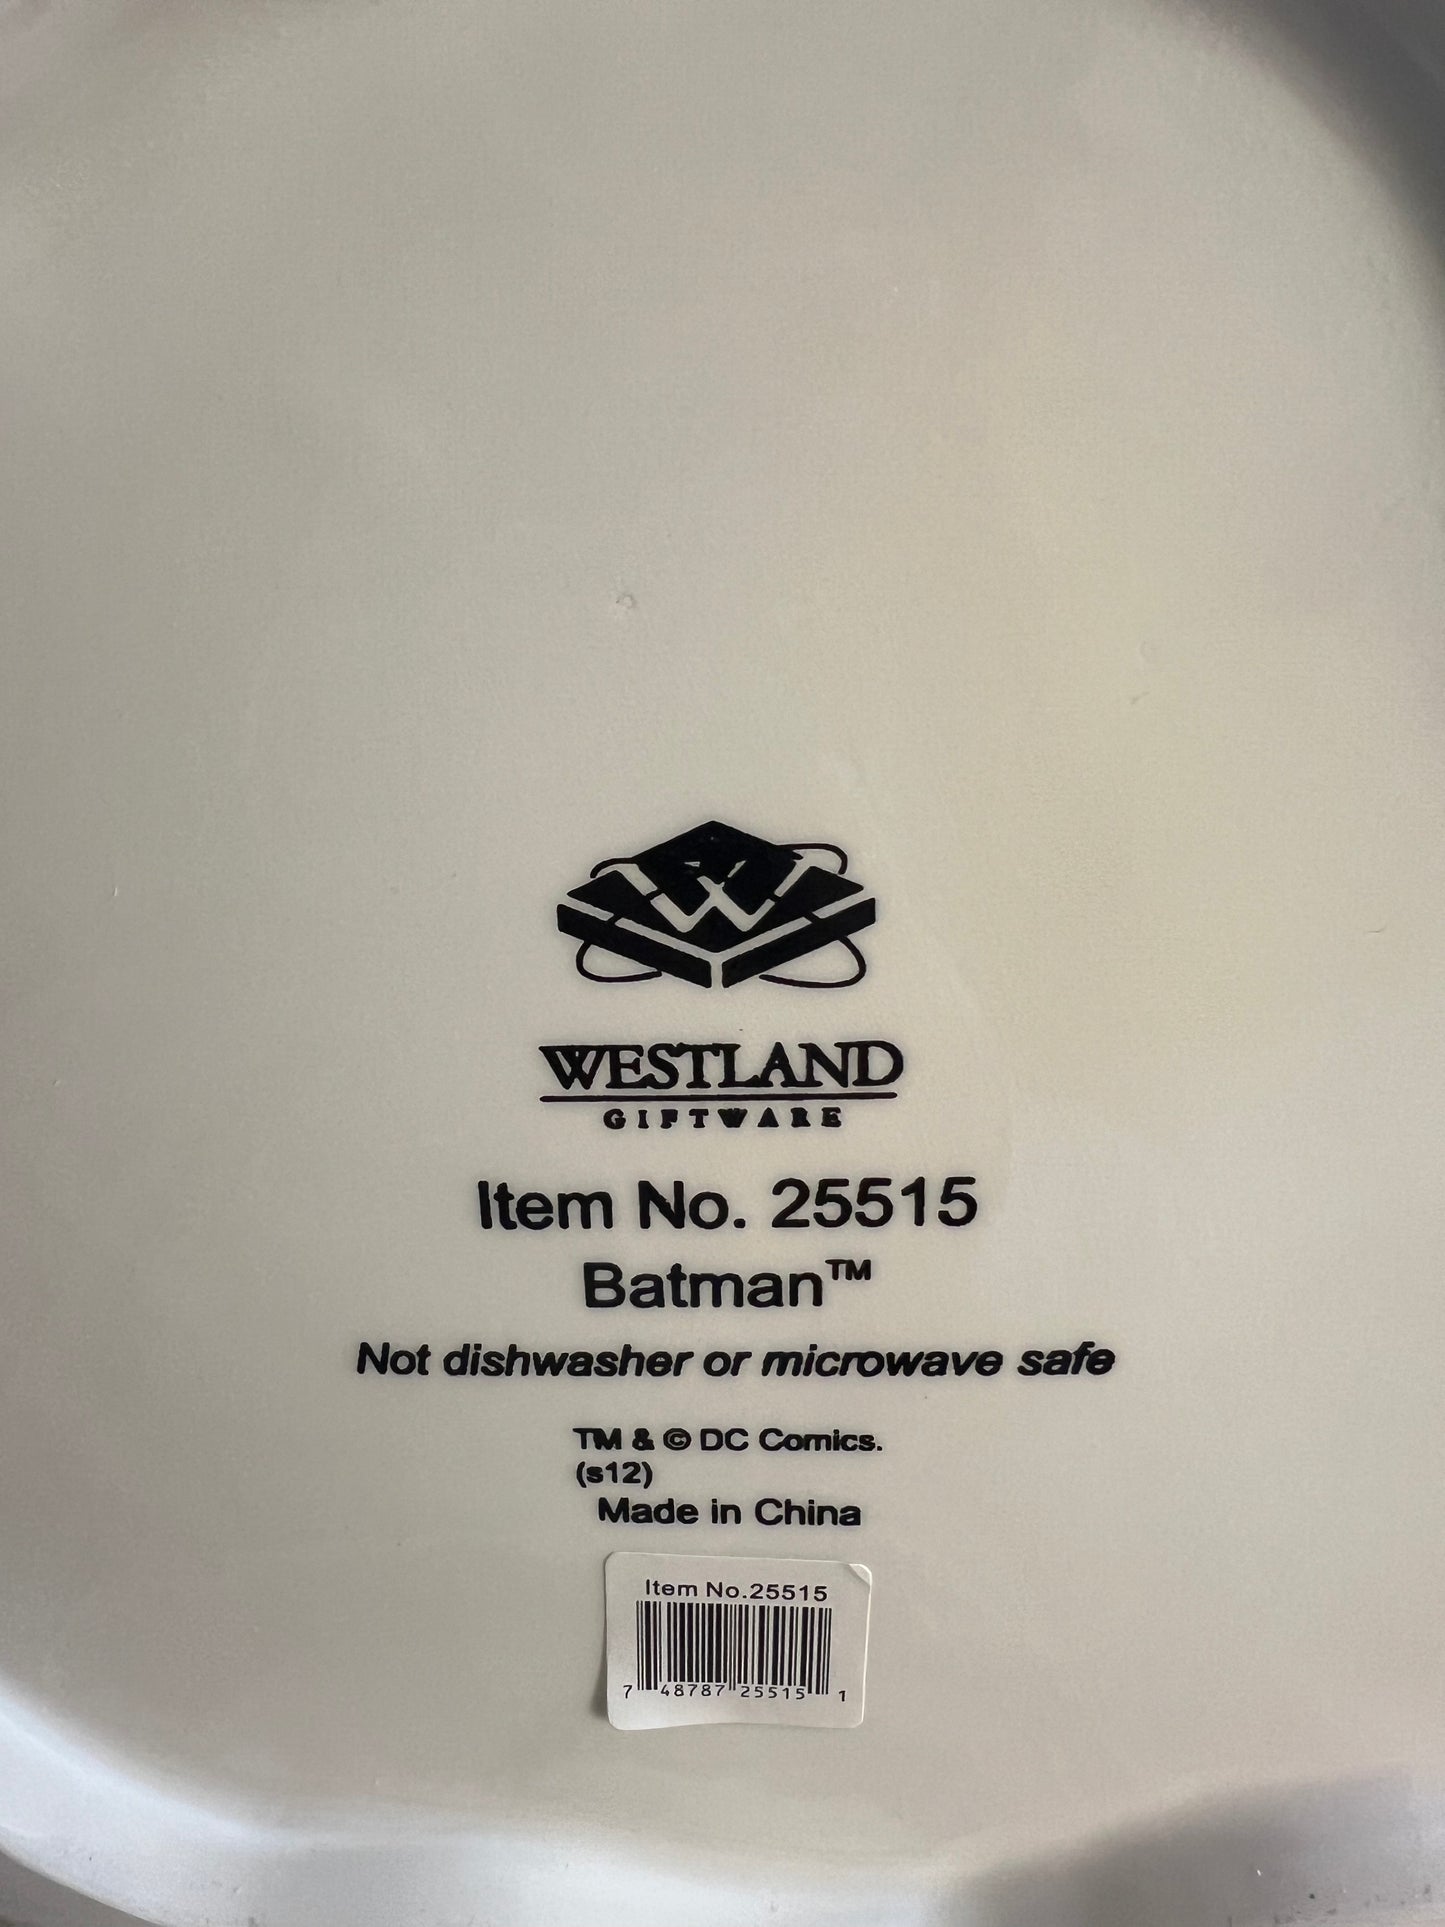 W
WESTLAND
GIFTWARE
Item No. 25515
Batman™
Not dishwasher or microwave safe
TM & © DC Comics.
(s12)
Made in China
Item No.25515
7 48787 25515 1